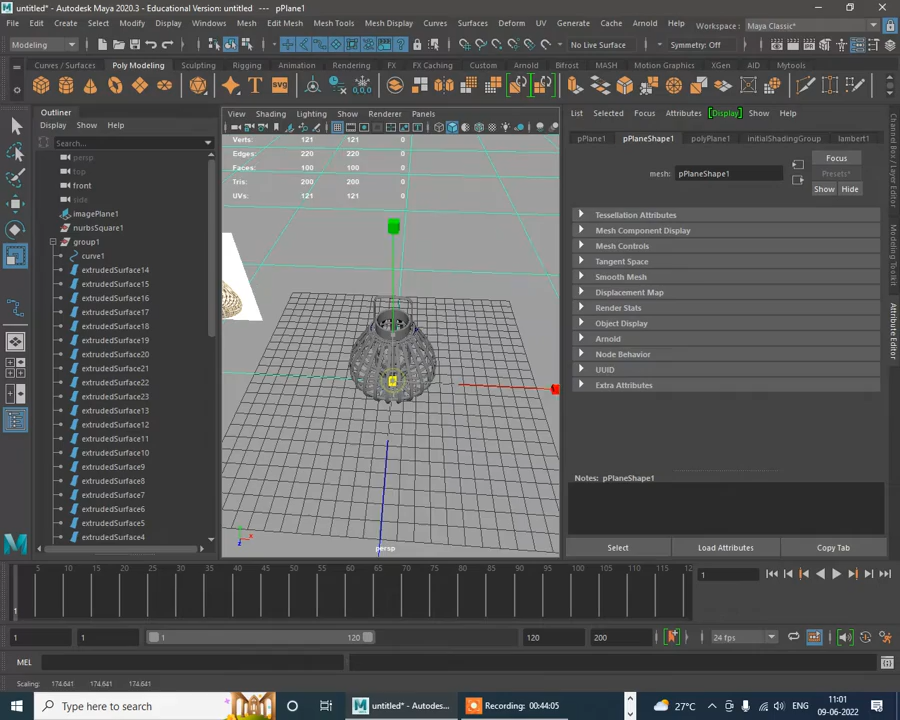 untitled* - Autodesk Maya 2020.3 - Educational Version: untitled --- pPlane1
File Edit Create Select Modify Display Windows Mesh Edit Mesh Mesh Tools Mesh Display Curves Surfaces Deform UV Generate Cache Arnold Help Workspace : Maya Classic*
Modeling No Live Surface Symmetry: Off
Curves / Surfaces Poly Modeling Sculpting Rigging Animation Rendering FX FX Caching Custom Arnold Bifrost MASH Motion Graphics XGen AID Mytools
Outliner
Display Show Help
Search...
persp
top
front
side
imagePlane1
nurbsSquare1
group1
curve1
extrudedSurface14
extrudedSurface15
extrudedSurface16
extrudedSurface17
extrudedSurface18
extrudedSurface19
extrudedSurface20
extrudedSurface21
extrudedSurface22
extrudedSurface23
extrudedSurface13
extrudedSurface12
extrudedSurface11
extrudedSurface10
extrudedSurface9
extrudedSurface8
extrudedSurface7
extrudedSurface6
extrudedSurface5
extrudedSurface4
View Shading Lighting Show Renderer Panels
Verts: 121 121 0
Edges: 220 220 0
Faces: 100 100 0
Tris: 200 200 0
UVs: 121 121 0
persp
List Selected Focus Attributes Display Show Help
pPlane1 pPlaneShape1 polyPlane1 initialShadingGroup lambert1
mesh: pPlaneShape1
Focus
Presets*
Show Hide
Tessellation Attributes
Mesh Component Display
Mesh Controls
Tangent Space
Smooth Mesh
Displacement Map
Render Stats
Object Display
Arnold
Node Behavior
UUID
Extra Attributes
Notes: pPlaneShape1
Select Load Attributes Copy Tab
Channel Box / Layer Editor
Modeling Toolkit
Attribute Editor
5 10 15 20 25 30 35 40 45 50 55 60 65 70 75 80 85 90 95 100 105 110 115 12
1
1
1 1 1 120 120 200 24 fps
MEL
Scaling: 174.641 174.641 174.641
Type here to search
untitled* - Autodes...
Recording: 00:44:05
27°C
ENG
11:01
09-06-2022